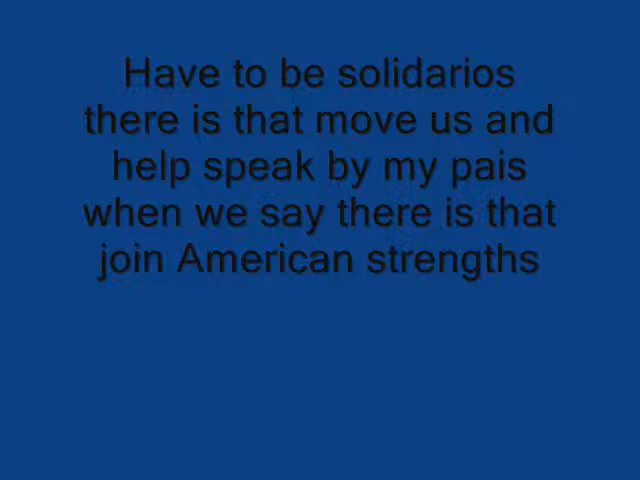 Have to be solidarios
there is that move us and
help speak by my pais
when we say there is that
join American strengths